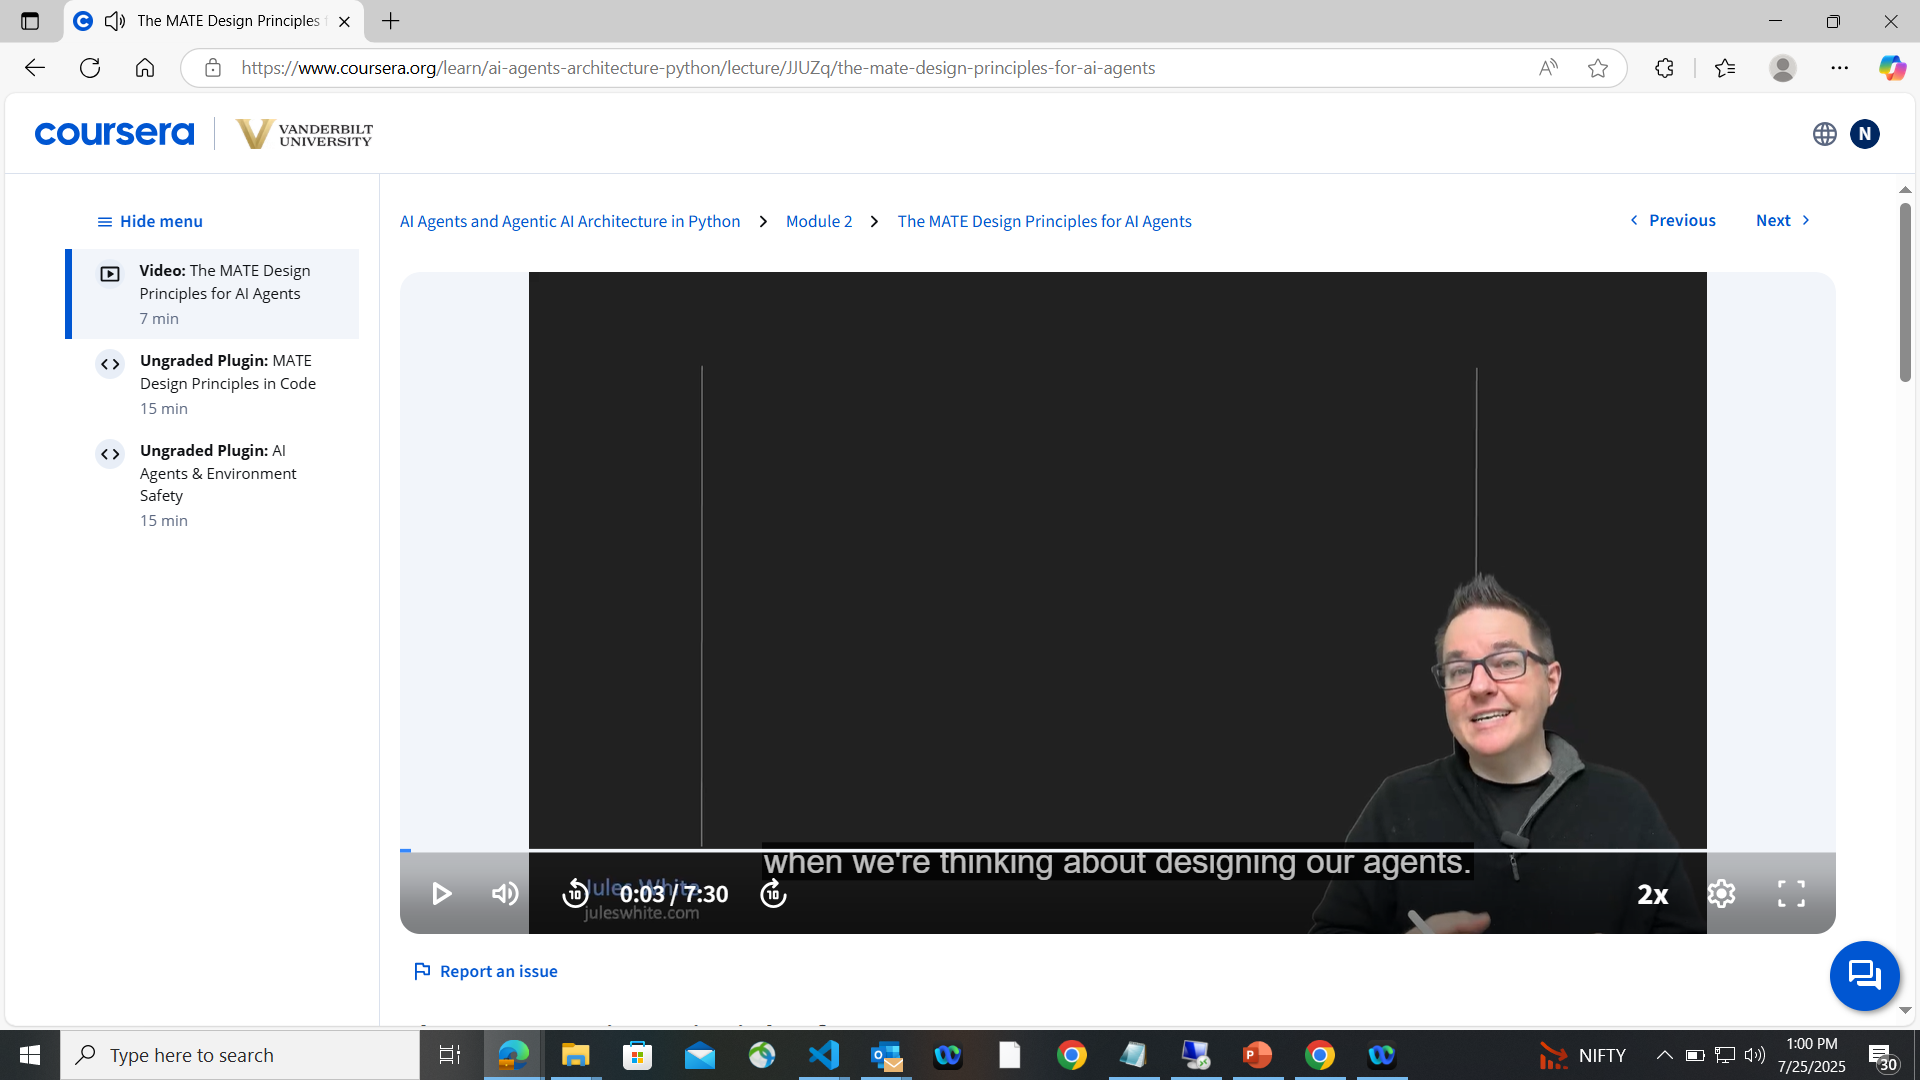 The MATE Design Principles f
https://www.coursera.org/learn/ai-agents-architecture-python/lecture/JJUZq/the-mate-design-principles-for-ai-agents
coursera
VANDERBILT
UNIVERSITY
N
Hide menu
Video: The MATE Design
Principles for AI Agents
7 min
Ungraded Plugin: MATE
Design Principles in Code
15 min
Ungraded Plugin: AI
Agents & Environment
Safety
15 min
AI Agents and Agentic AI Architecture in Python
Module 2
The MATE Design Principles for AI Agents
Previous
Next
when we're thinking about designing our agents.
Jules White
juleswhite.com
10
0:03 / 7:30
10
2x
Report an issue
Type here to search
NIFTY
1:00 PM
7/25/2025
30